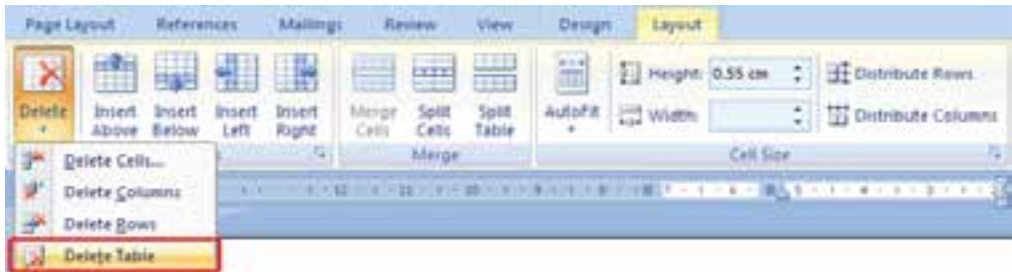 Page Layout References Mailings Review View Design Layout
Delete Insert Above Insert Below Insert Left Insert Right Merge Cells Split Cells Split Table AutoFit Height: 0.55 cm Distribute Rows
Width: Distribute Columns
Merge Cell Size
Delete Cells...
Delete Columns
Delete Rows
Delete Table